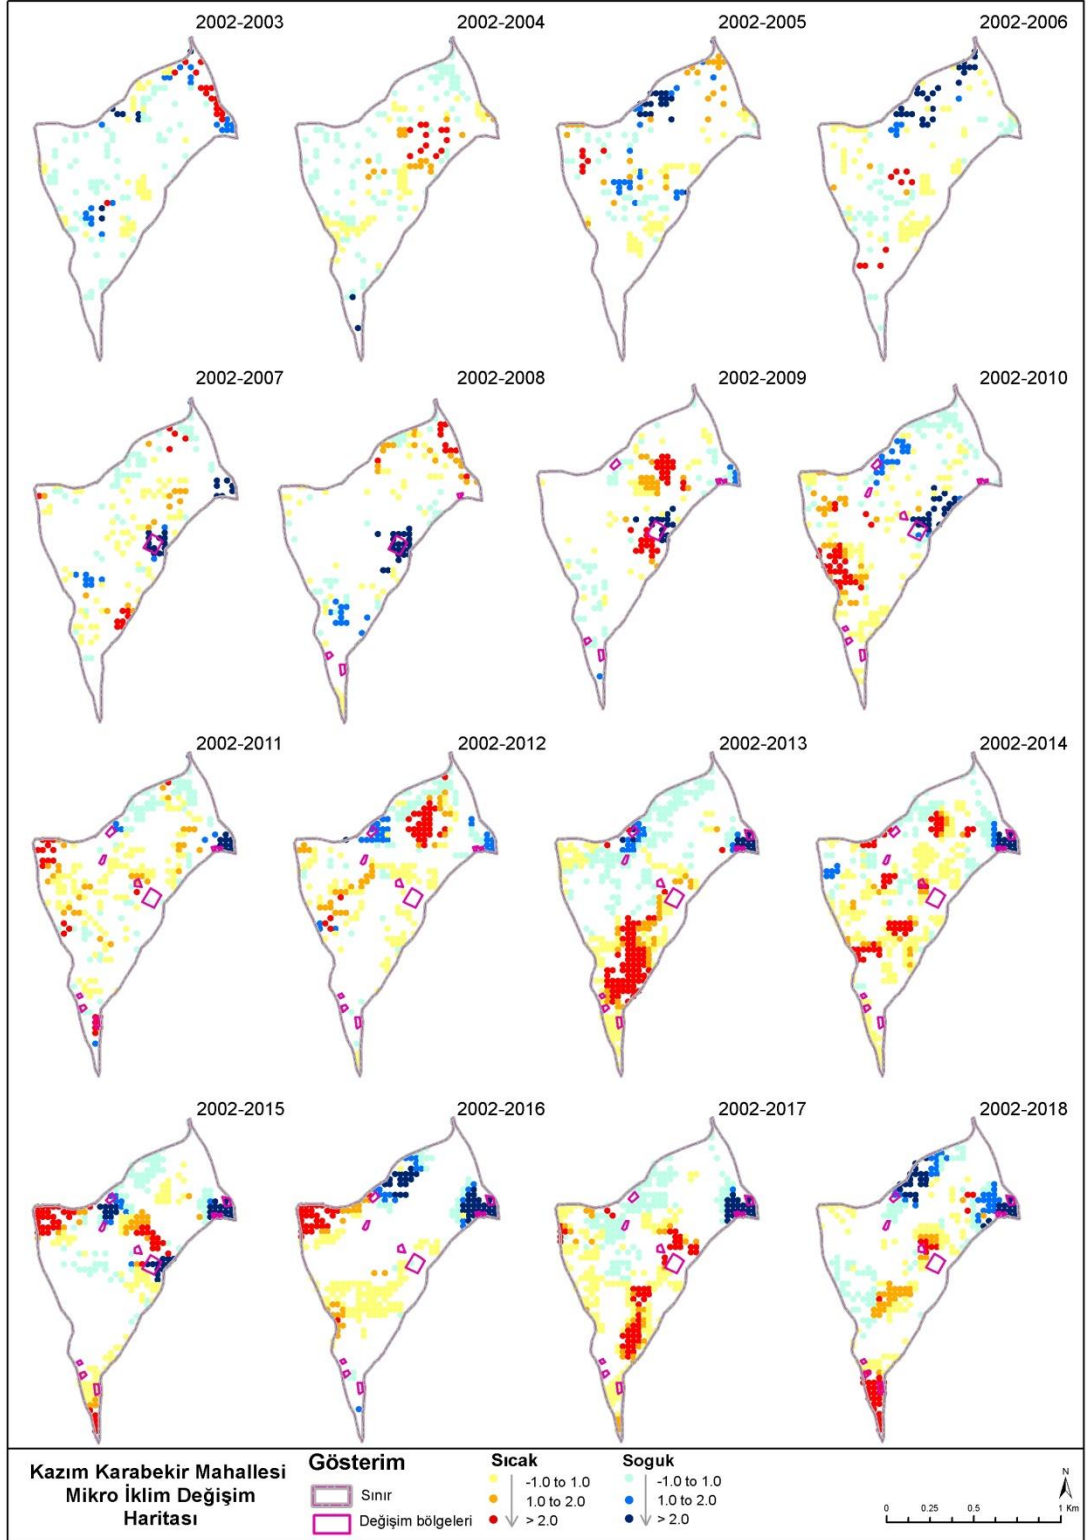 2002-2003
2002-2004
2002-2005
2002-2006
2002-2007
2002-2008
2002-2009
2002-2010
2002-2011
2002-2012
2002-2013
2002-2014
2002-2015
2002-2016
2002-2017
2002-2018
Kazım Karabekir Mahallesi
Mikro İklim Değişim
Haritası
Gösterim
Sınır
Değişim bölgeleri
Sıcak
-1.0 to 1.0
1.0 to 2.0
> 2.0
Soguk
-1.0 to 1.0
1.0 to 2.0
> 2.0
N
0 0.25 0.5 1 Km